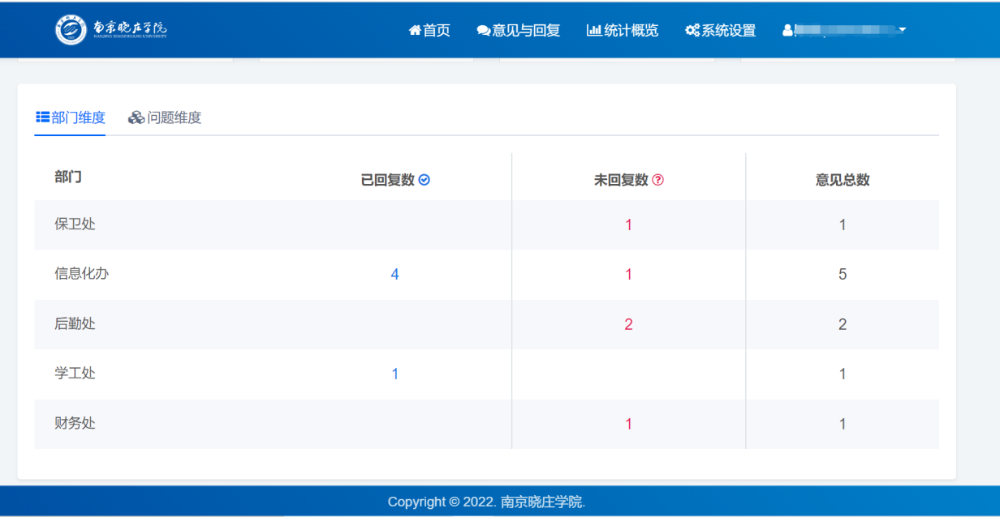 南京晓庄学院
NANJING XIAOZHUANG UNIVERSITY
首页 意见与回复 统计概览 系统设置
部门维度 问题维度
部门 已回复数 未回复数 意见总数
保卫处 1 1
信息化办 4 1 5
后勤处 2 2
学工处 1 1
财务处 1 1
Copyright © 2022. 南京晓庄学院.